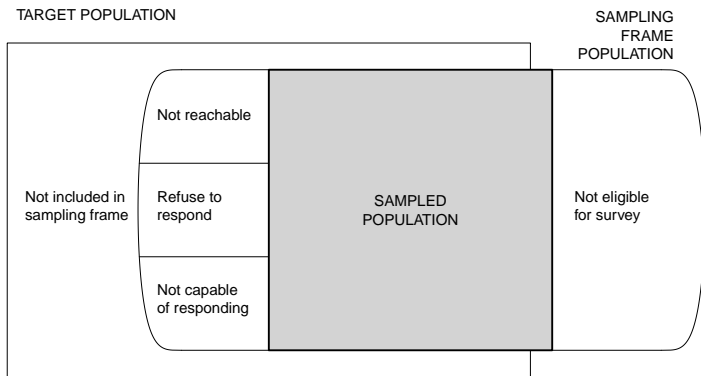 TARGET POPULATION
SAMPLING
FRAME
POPULATION
Not reachable
Not included in
sampling frame
Refuse to
respond
SAMPLED
POPULATION
Not eligible
for survey
Not capable
of responding